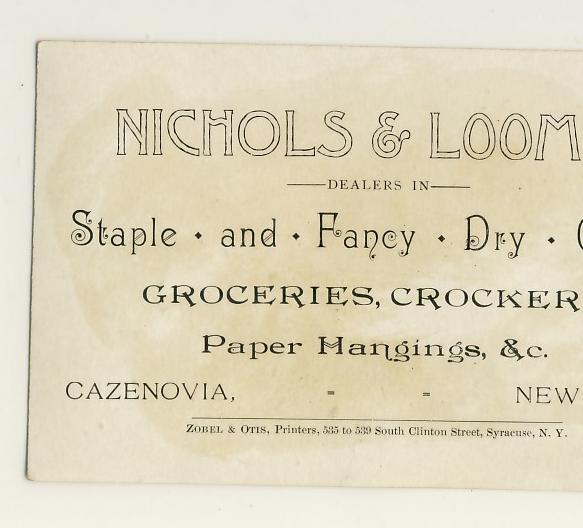 NICHOLS & LOOM
DEALERS IN
Staple • and • Fancy • Dry •
GROCERIES, CROCKER
Paper Hangings, &c.
CAZENOVIA, - - NEW
ZOBEL & OTIS, Printers, 535 to 539 South Clinton Street, Syracuse, N. Y.